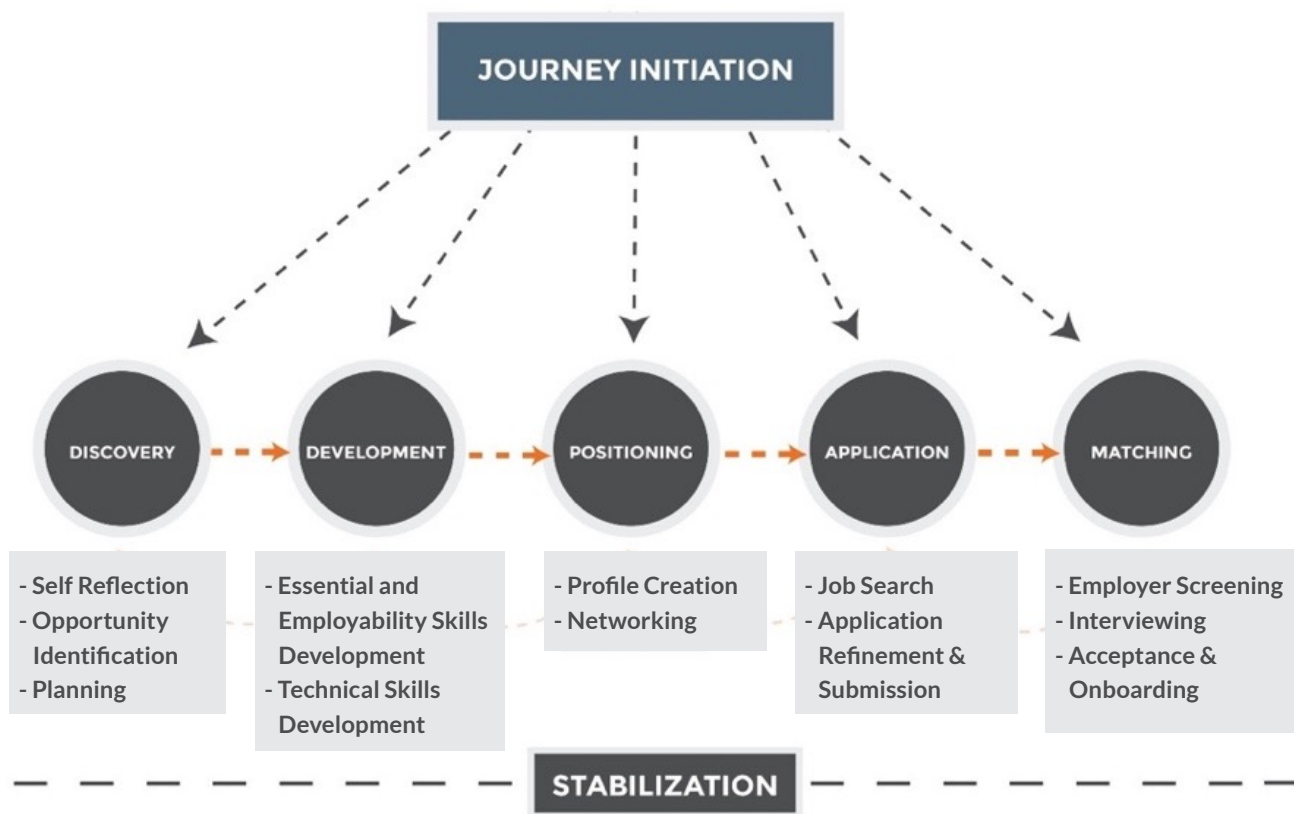 JOURNEY INITIATION
DISCOVERY
DEVELOPMENT
POSITIONING
APPLICATION
MATCHING
- Self Reflection
- Opportunity
Identification
- Planning
- Essential and
Employability Skills
Development
- Technical Skills
Development
- Profile Creation
- Networking
- Job Search
- Application
Refinement &
Submission
- Employer Screening
- Interviewing
- Acceptance &
Onboarding
STABILIZATION